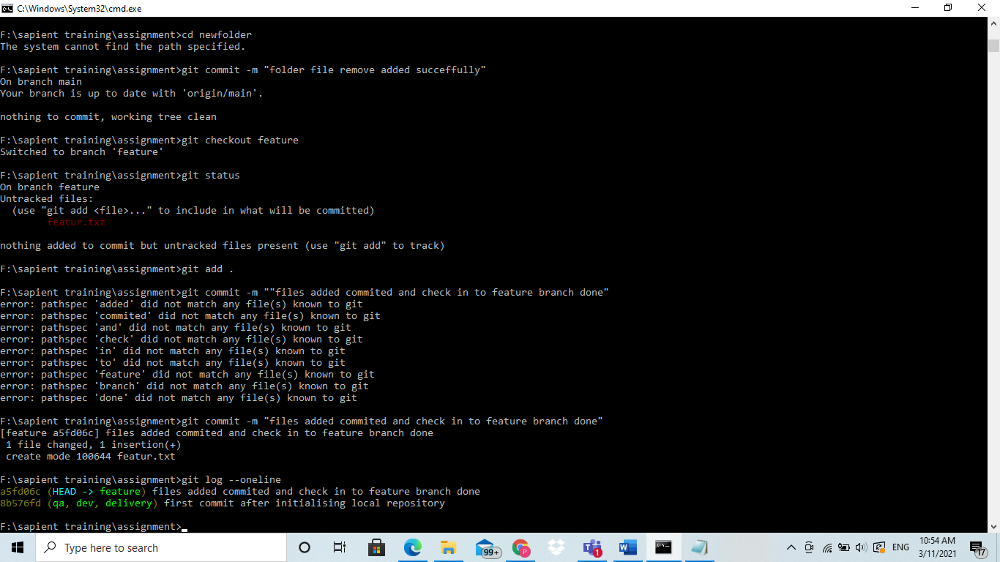 C:\Windows\System32\cmd.exe
F:\sapient training\assignment>cd newfolder
The system cannot find the path specified.
F:\sapient training\assignment>git commit -m "folder file remove added succeffully"
On branch main
Your branch is up to date with 'origin/main'.
nothing to commit, working tree clean
F:\sapient training\assignment>git checkout feature
Switched to branch 'feature'
F:\sapient training\assignment>git status
On branch feature
Untracked files:
  (use "git add <file>..." to include in what will be committed)
        featur.txt
nothing added to commit but untracked files present (use "git add" to track)
F:\sapient training\assignment>git add .
F:\sapient training\assignment>git commit -m ""files added commited and check in to feature branch done"
error: pathspec 'added' did not match any file(s) known to git
error: pathspec 'commited' did not match any file(s) known to git
error: pathspec 'and' did not match any file(s) known to git
error: pathspec 'check' did not match any file(s) known to git
error: pathspec 'in' did not match any file(s) known to git
error: pathspec 'to' did not match any file(s) known to git
error: pathspec 'feature' did not match any file(s) known to git
error: pathspec 'branch' did not match any file(s) known to git
error: pathspec 'done' did not match any file(s) known to git
F:\sapient training\assignment>git commit -m "files added commited and check in to feature branch done"
[feature a5fd06c] files added commited and check in to feature branch done
 1 file changed, 1 insertion(+)
 create mode 100644 featur.txt
F:\sapient training\assignment>git log --oneline
a5fd06c (HEAD -> feature) files added commited and check in to feature branch done
8b576fd (qa, dev, delivery) first commit after initialising local repository
F:\sapient training\assignment>
Type here to search
99+
P
1
W
ENG
10:54 AM
3/11/2021
17